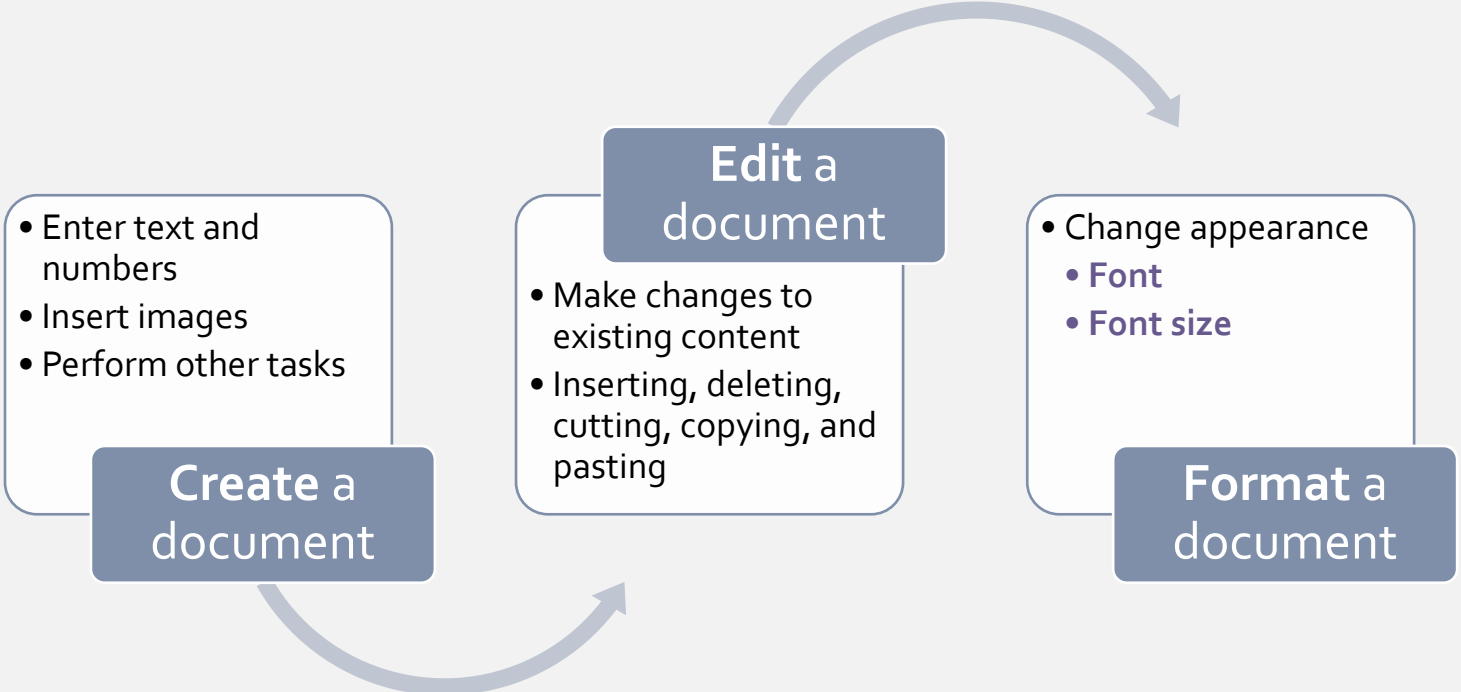 • Enter text and
numbers
• Insert images
• Perform other tasks
Create a
document
Edit a
document
• Make changes to
existing content
• Inserting, deleting,
cutting, copying, and
pasting
• Change appearance
• Font
• Font size
Format a
document